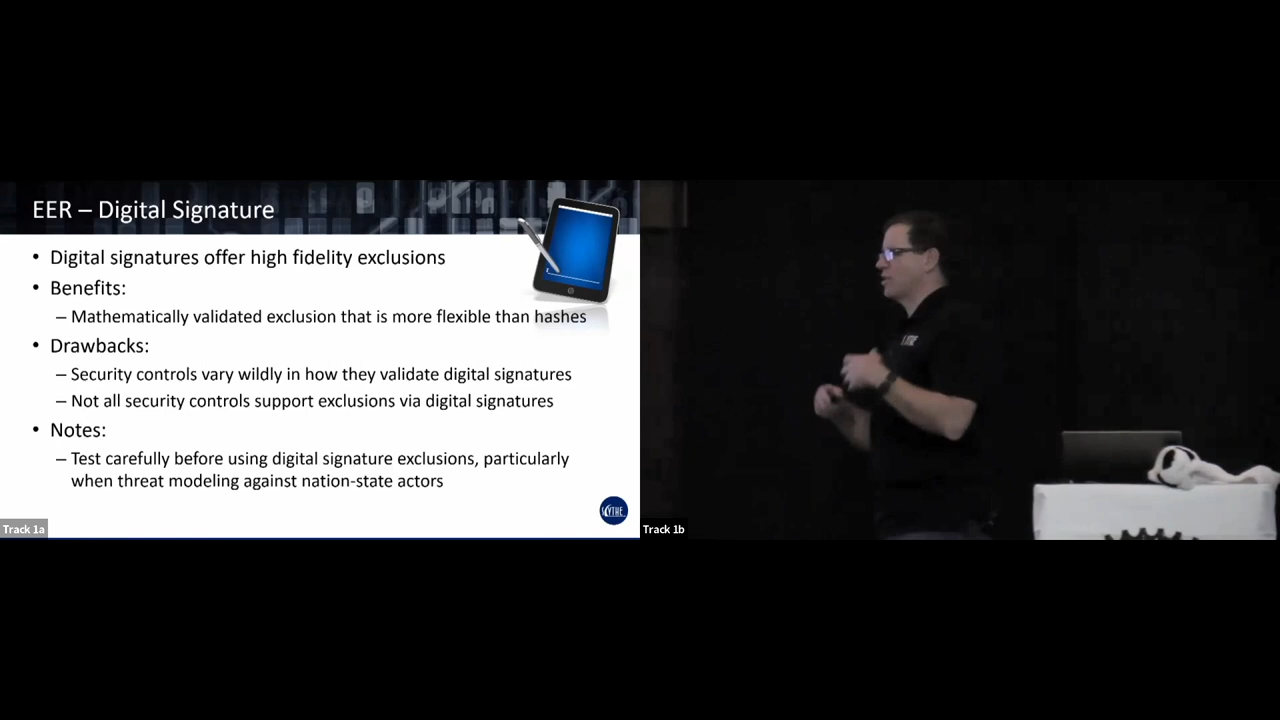 EER – Digital Signature
• Digital signatures offer high fidelity exclusions
• Benefits:
– Mathematically validated exclusion that is more flexible than hashes
• Drawbacks:
– Security controls vary wildly in how they validate digital signatures
– Not all security controls support exclusions via digital signatures
• Notes:
– Test carefully before using digital signature exclusions, particularly
when threat modeling against nation-state actors
SCYTHE
Track 1a
Track 1b